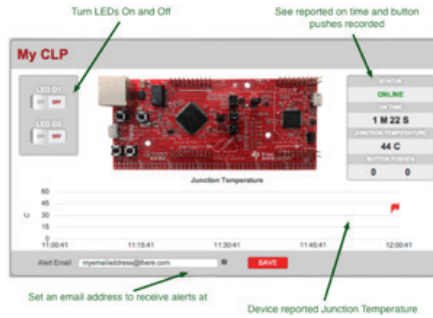 Turn LEDs On and Off
See reported on time and button
pushes recorded
My CLP
LED D1
ON OFF
LED D2
ON OFF
STATUS
ONLINE
ON TIME
1 M 22 S
JUNCTION TEMPERATURE
44 C
BUTTON PUSHES
0 0
Junction Temperature
C
60
45
30
15
0
11:00:41 11:15:41 11:30:41 11:45:41 12:00:41
Alert Email myemailaddress@there.com SAVE
Set an email address to receive alerts at
Device reported Junction Temperature